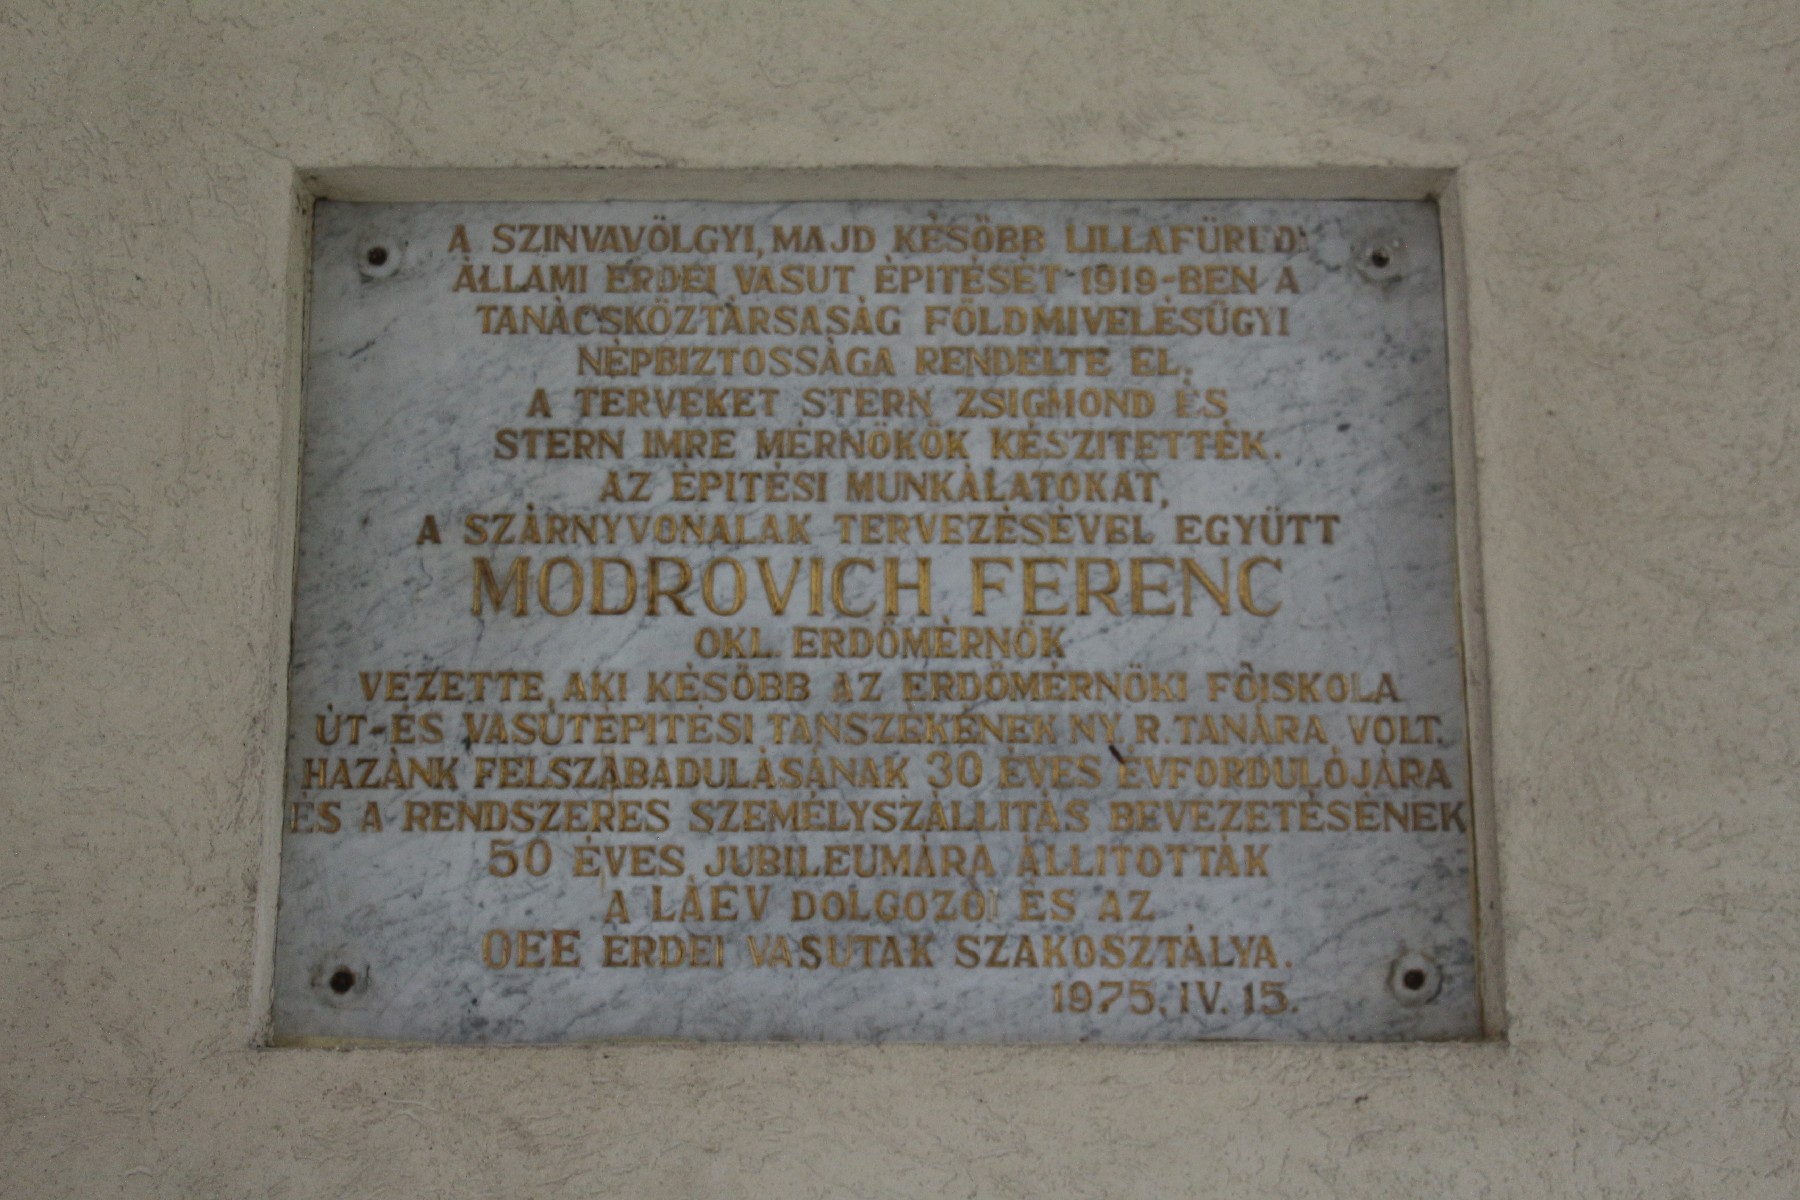 A SZINVAVÖLGYI, MAJD KÉSŐBB LILLAFÜREDI
ÁLLAMI ERDEI VASUT ÉPITÉSÉT 1919-BEN A
TANÁCSKÖZTÁRSASÁG FÖLDMIVELÉSÜGYI
NÉPBIZTOSSÁGA RENDELTE EL.
A TERVEKET STERN ZSIGMOND ÉS
STERN IMRE MÉRNÖKÖK KÉSZITETTÉK.
AZ ÉPITÉSI MUNKÁLATOKAT,
A SZÁRNYVONALAK TERVEZÉSÉVEL EGYÜTT
MODROVICH FERENC
OKL. ERDŐMÉRNÖK
VEZETTE, AKI KÉSŐBB AZ ERDŐMÉRNÖKI FŐISKOLA
ÚT-ÉS VASÚTÉPITÉSI TANSZÉKÉNEK NY. R. TANÁRA VOLT.
HAZÁNK FELSZABADULÁSÁNAK 30 ÉVES ÉVFORDULÓJÁRA
ÉS A RENDSZERES SZEMÉLYSZÁLLITÁS BEVEZETÉSÉNEK
50 ÉVES JUBILEUMÁRA ÁLLITOTTÁK
A LÁÉV DOLGOZÓI ÉS AZ
OEE ERDEI VASUTAK SZAKOSZTÁLYA.
1975. IV. 15.